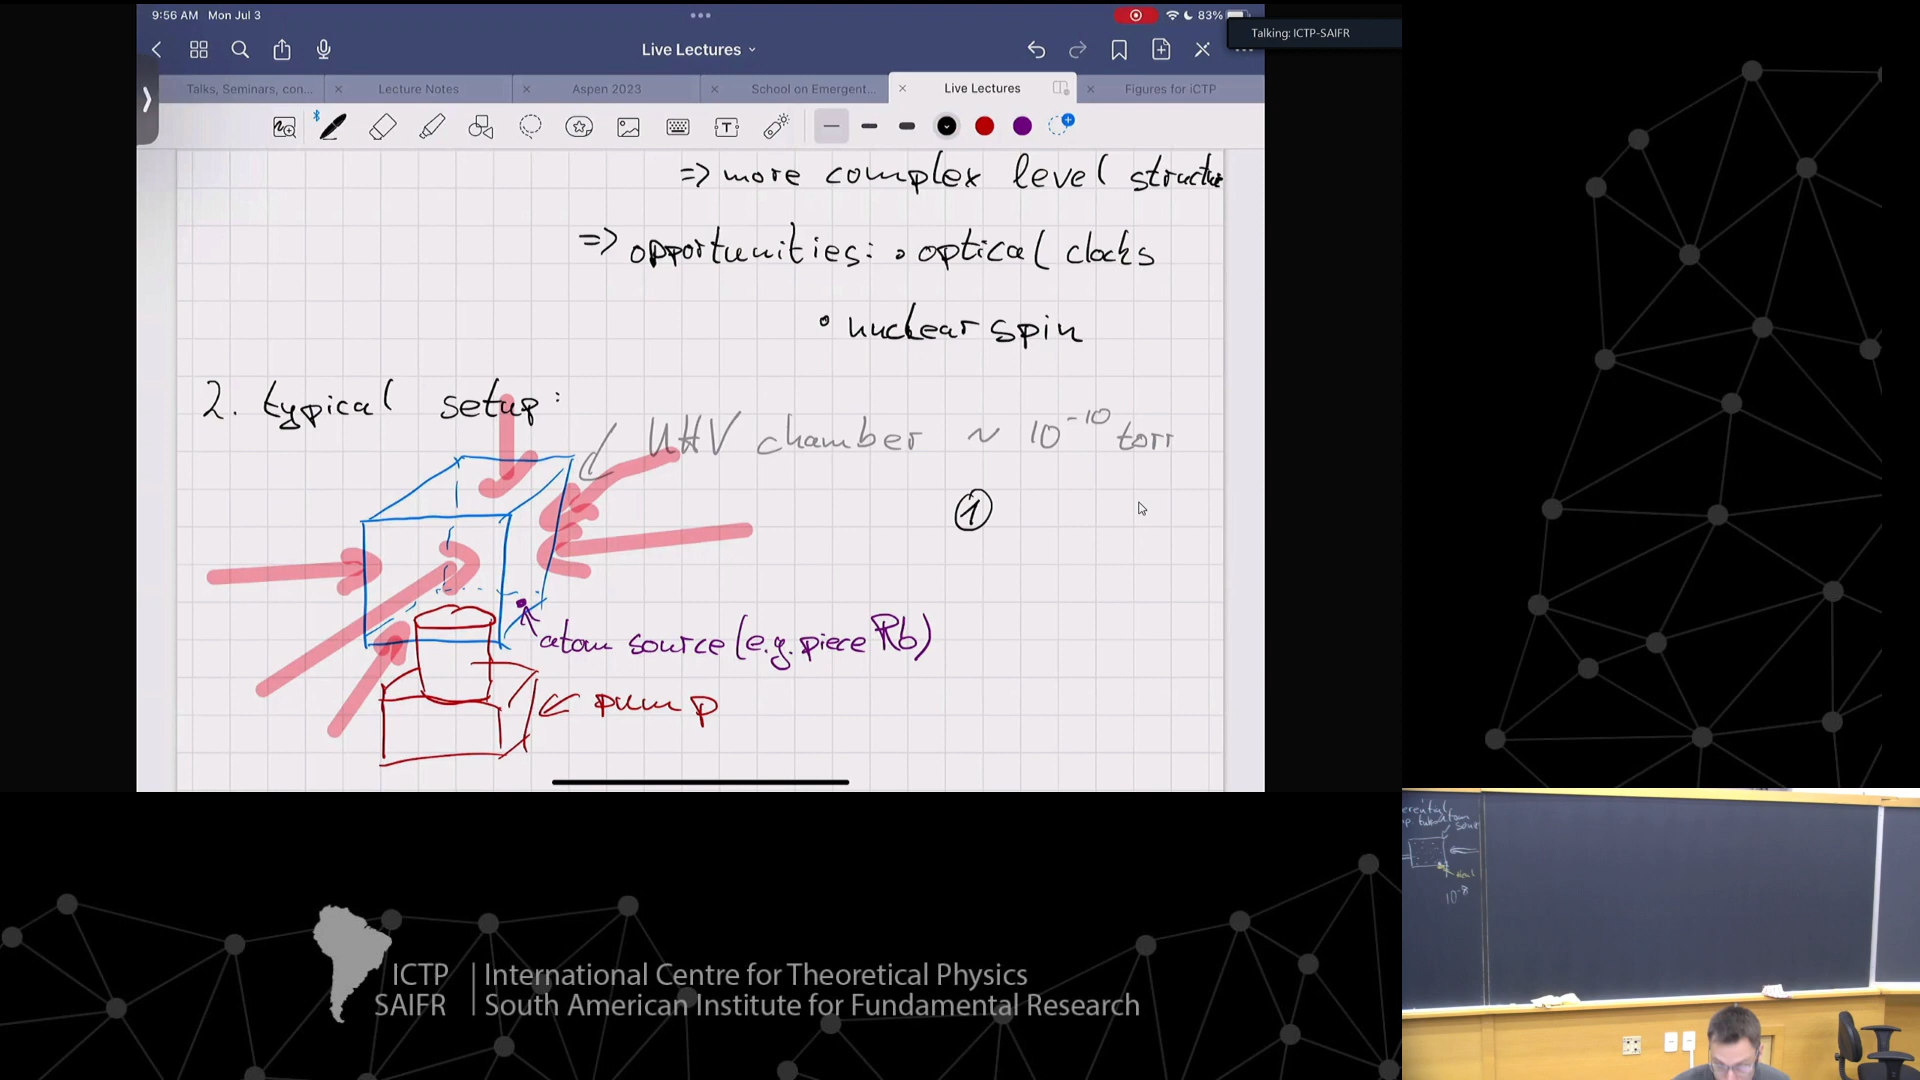 9:56 AM Mon Jul 3
83%
Talking: ICTP-SAIFR
Live Lectures
Talks, Seminars, con...
Lecture Notes
Aspen 2023
School on Emergent...
Live Lectures
Figures for iCTP
=> more complex level structure
=> opportunities: • optical clocks
• nuclear spin
2. typical setup:
UHV chamber ~ 10⁻¹⁰ torr
①
atom source (e.g. piece Rb)
pump
10⁻⁸
ICTP | International Centre for Theoretical Physics
SAIFR | South American Institute for Fundamental Research